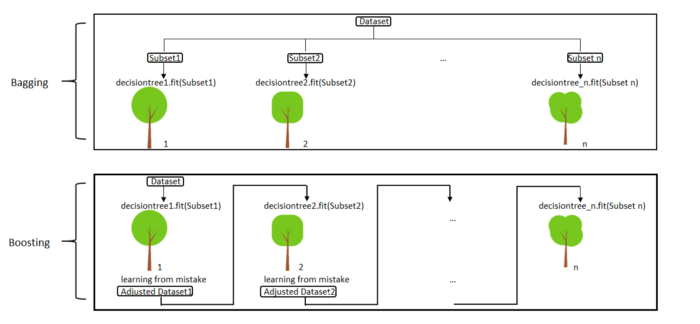 Dataset
Subset1 Subset2 ... Subset n
Bagging
decisiontree1.fit(Subset1) decisiontree2.fit(Subset2) decisiontree_n.fit(Subset n)
1 2 n
Dataset
decisiontree1.fit(Subset1) decisiontree2.fit(Subset2) ... decisiontree_n.fit(Subset n)
Boosting
1 2 n
learning from mistake learning from mistake ...
Adjusted Dataset1 Adjusted Dataset2